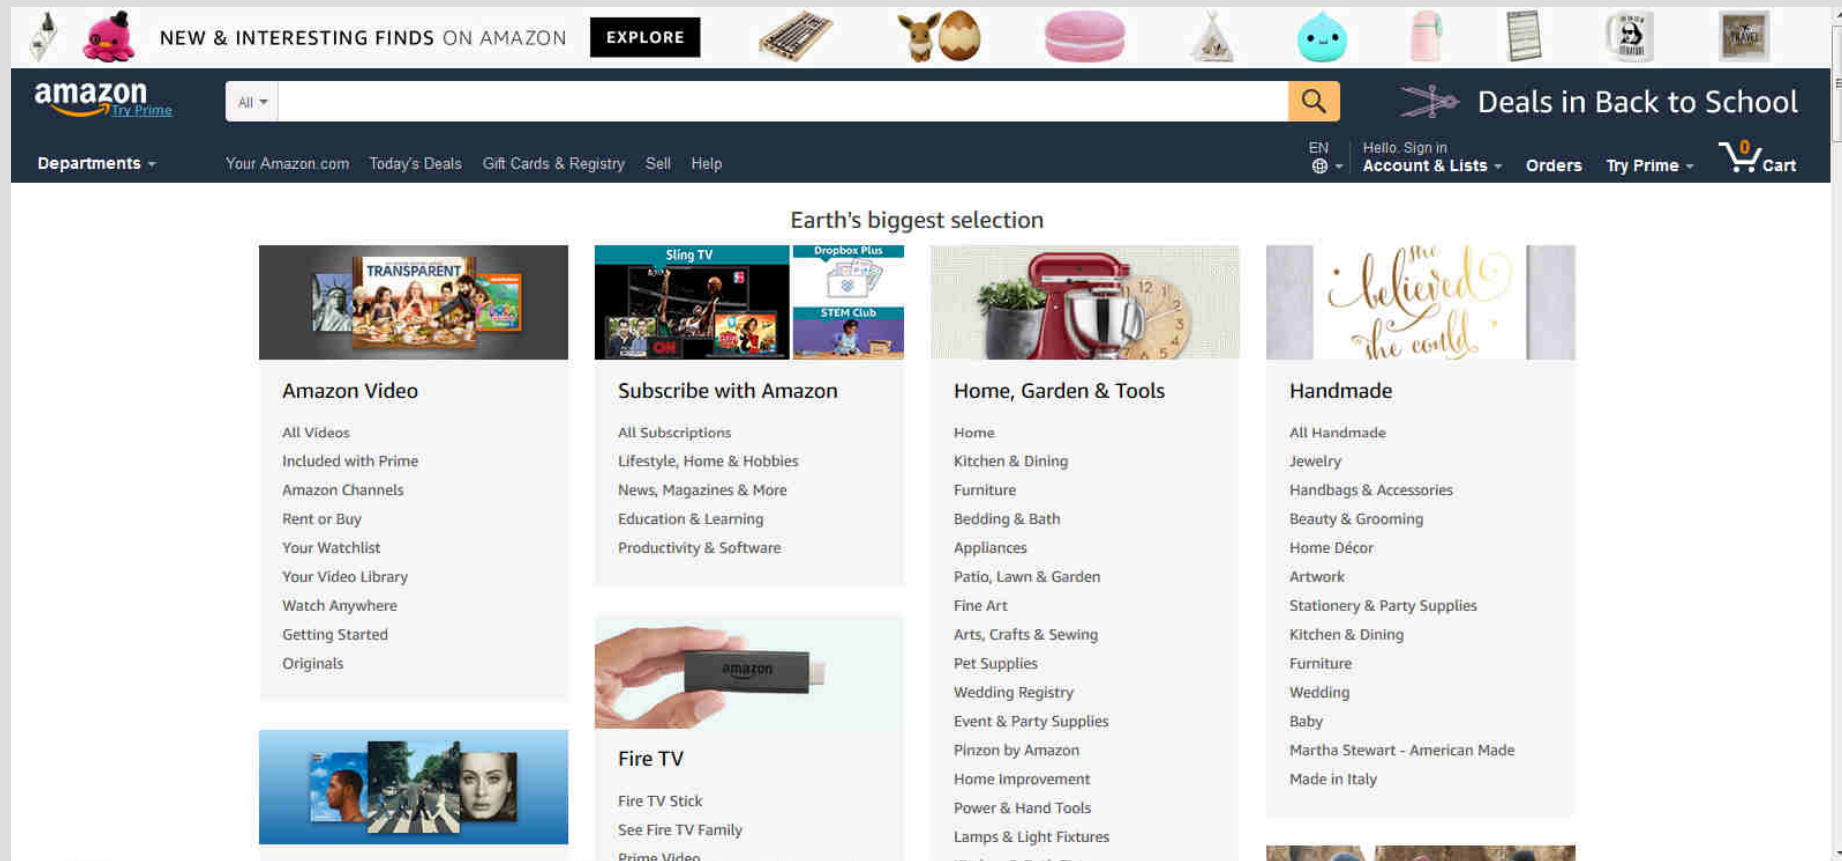 NEW & INTERESTING FINDS ON AMAZON EXPLORE
amazon
Try Prime
All
Deals in Back to School
Departments
Your Amazon.com Today's Deals Gift Cards & Registry Sell Help
EN
Hello. Sign in
Account & Lists Orders Try Prime
0
Cart
Earth's biggest selection
TRANSPARENT
Amazon Video
All Videos
Included with Prime
Amazon Channels
Rent or Buy
Your Watchlist
Your Video Library
Watch Anywhere
Getting Started
Originals
Sling TV
Dropbox Plus
STEM Club
CNN
Subscribe with Amazon
All Subscriptions
Lifestyle, Home & Hobbies
News, Magazines & More
Education & Learning
Productivity & Software
amazon
Fire TV
Fire TV Stick
See Fire TV Family
Prime Video
12
1
2
3
4
5
6
Home, Garden & Tools
Home
Kitchen & Dining
Furniture
Bedding & Bath
Appliances
Patio, Lawn & Garden
Fine Art
Arts, Crafts & Sewing
Pet Supplies
Wedding Registry
Event & Party Supplies
Pinzon by Amazon
Home Improvement
Power & Hand Tools
Lamps & Light Fixtures
she
believed
she could
Handmade
All Handmade
Jewelry
Handbags & Accessories
Beauty & Grooming
Home Décor
Artwork
Stationery & Party Supplies
Kitchen & Dining
Furniture
Wedding
Baby
Martha Stewart - American Made
Made in Italy